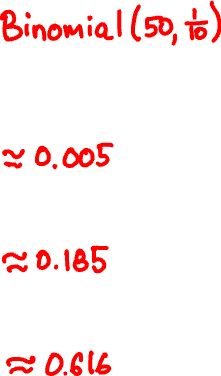 Binomial (50, 1/10)
≈ 0.005
≈ 0.185
≈ 0.616